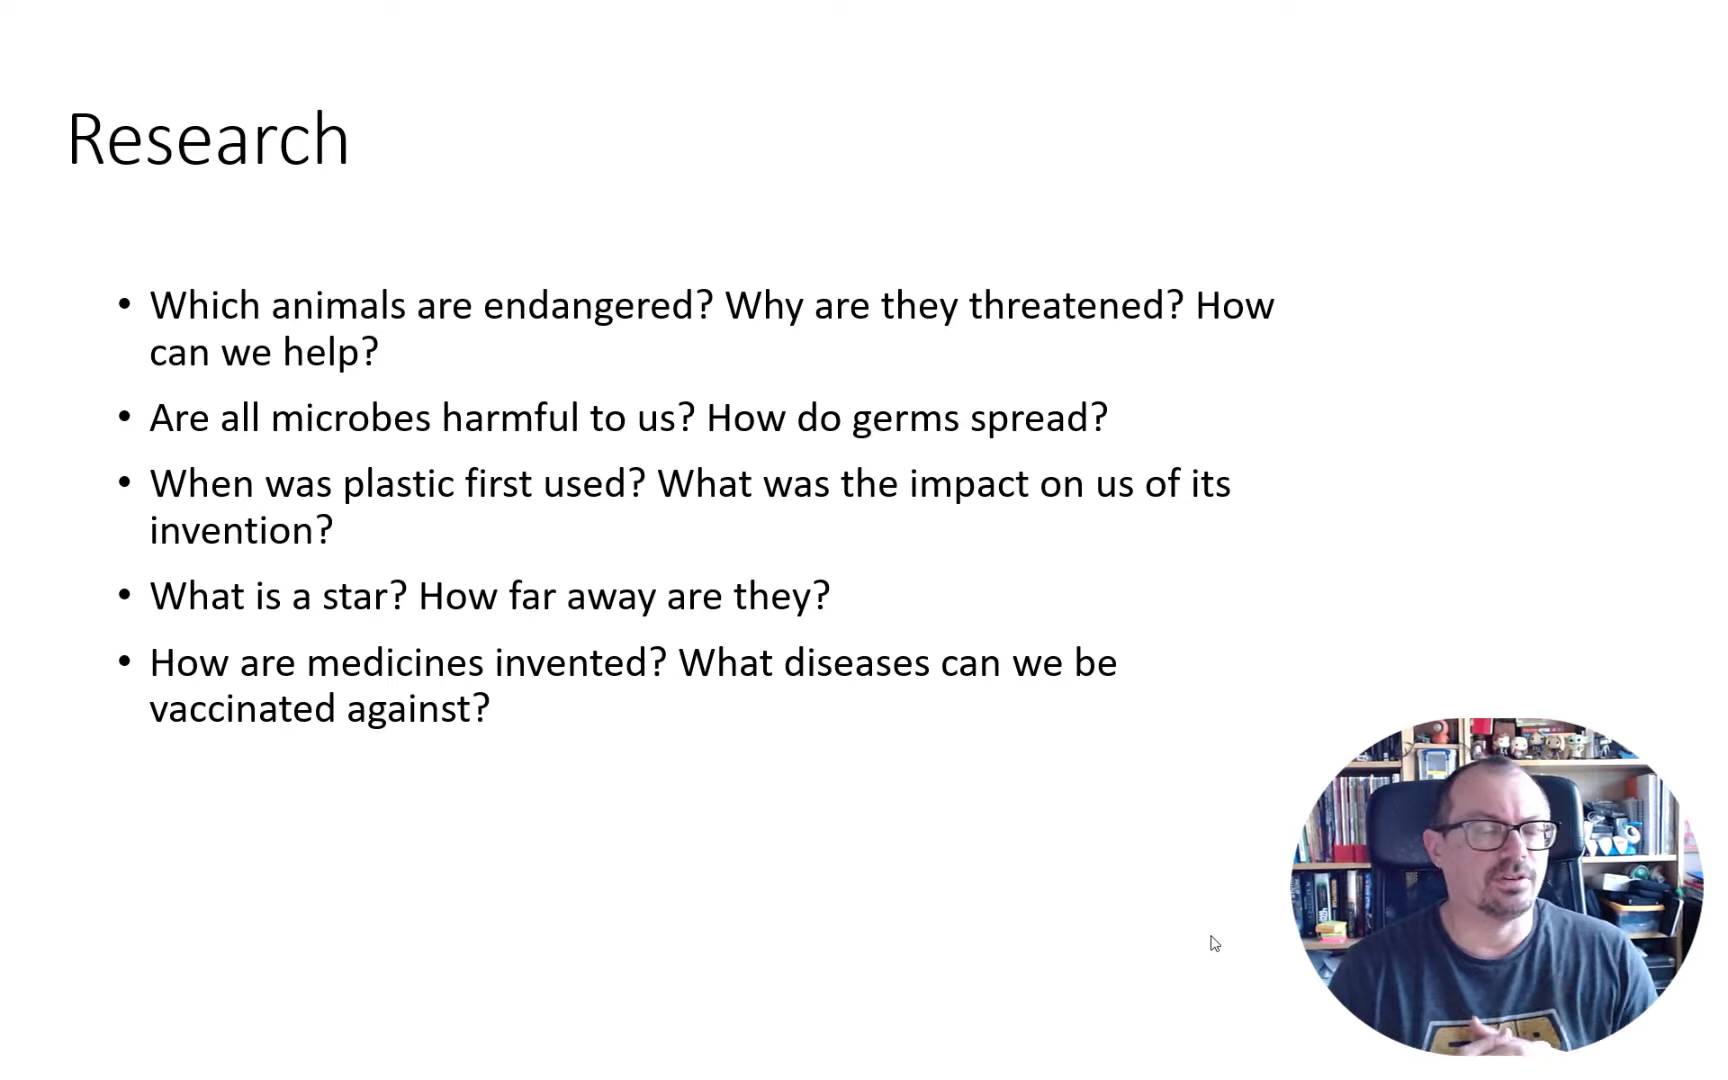 Research
• Which animals are endangered? Why are they threatened? How
can we help?
• Are all microbes harmful to us? How do germs spread?
• When was plastic first used? What was the impact on us of its
invention?
• What is a star? How far away are they?
• How are medicines invented? What diseases can we be
vaccinated against?